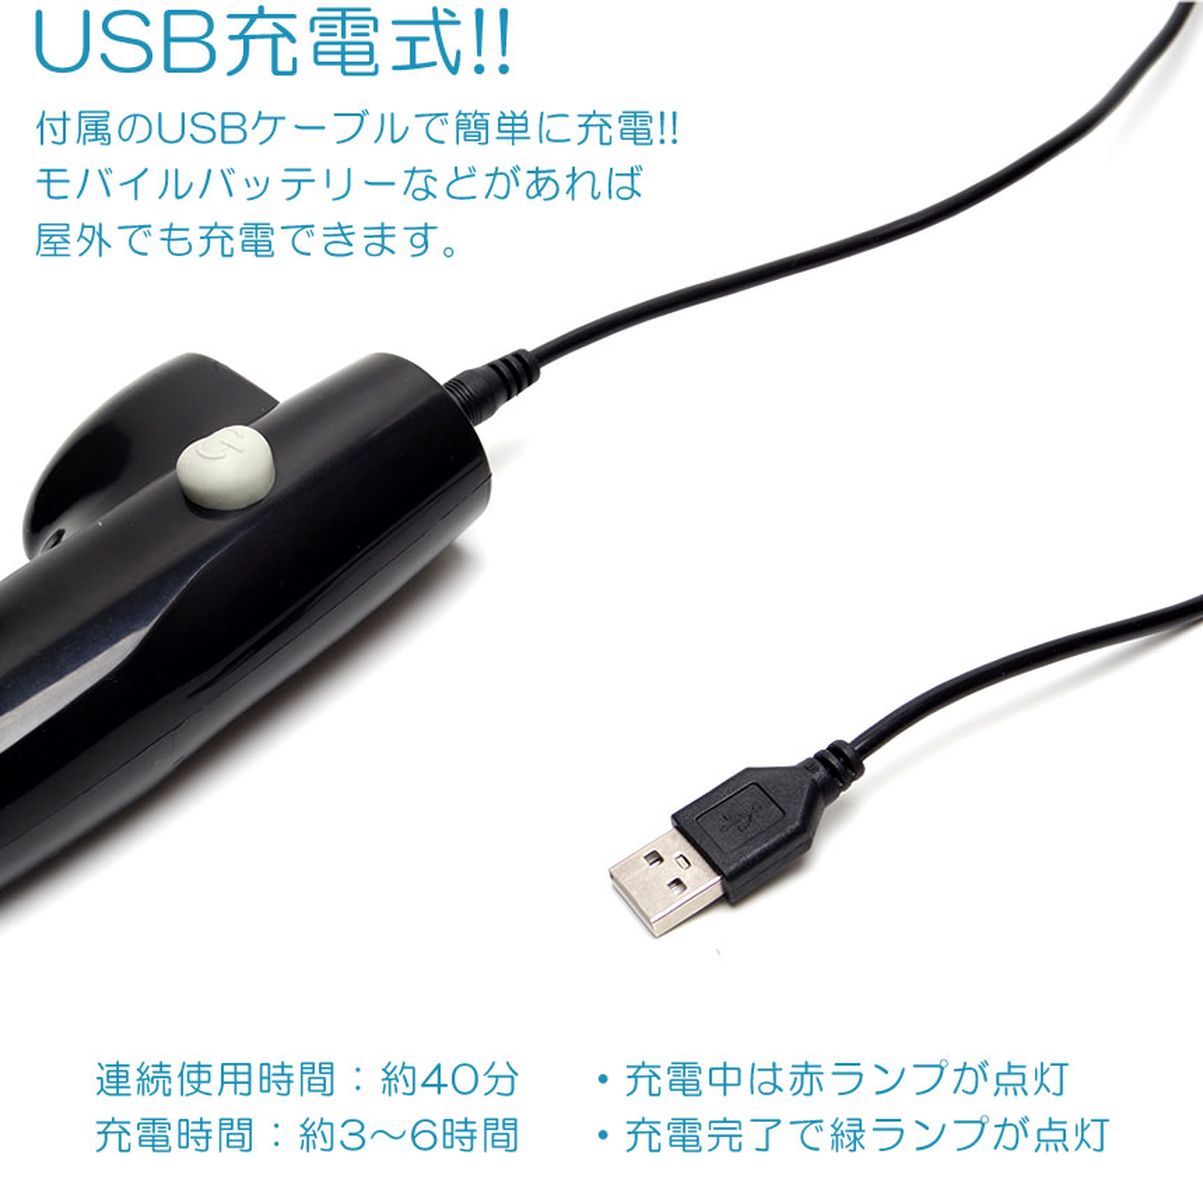 USB充電式!!
付属のUSBケーブルで簡単に充電!!
モバイルバッテリーなどがあれば
屋外でも充電できます。
連続使用時間：約40分
充電時間：約3〜6時間
・充電中は赤ランプが点灯
・充電完了で緑ランプが点灯